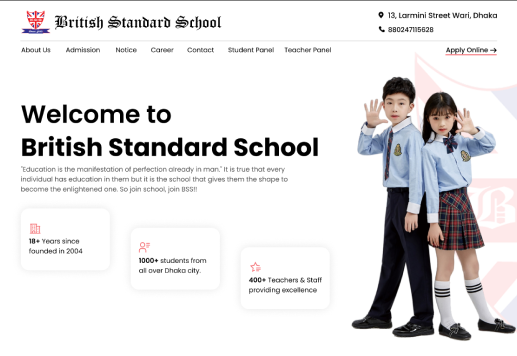 British Standard School
13, Larmini Street Wari, Dhaka
880247115628
About Us Admission Notice Career Contact Student Panel Teacher Panel
Apply Online →
Welcome to
British Standard School
"Education is the manifestation of perfection already in man." It is true that every
individual has education in them but it is the school that gives them the shape to
become the enlightened one. So join school, join BSS!!
18+ Years since
founded in 2004
1000+ students from
all over Dhaka city.
400+ Teachers & Staff
providing excellence